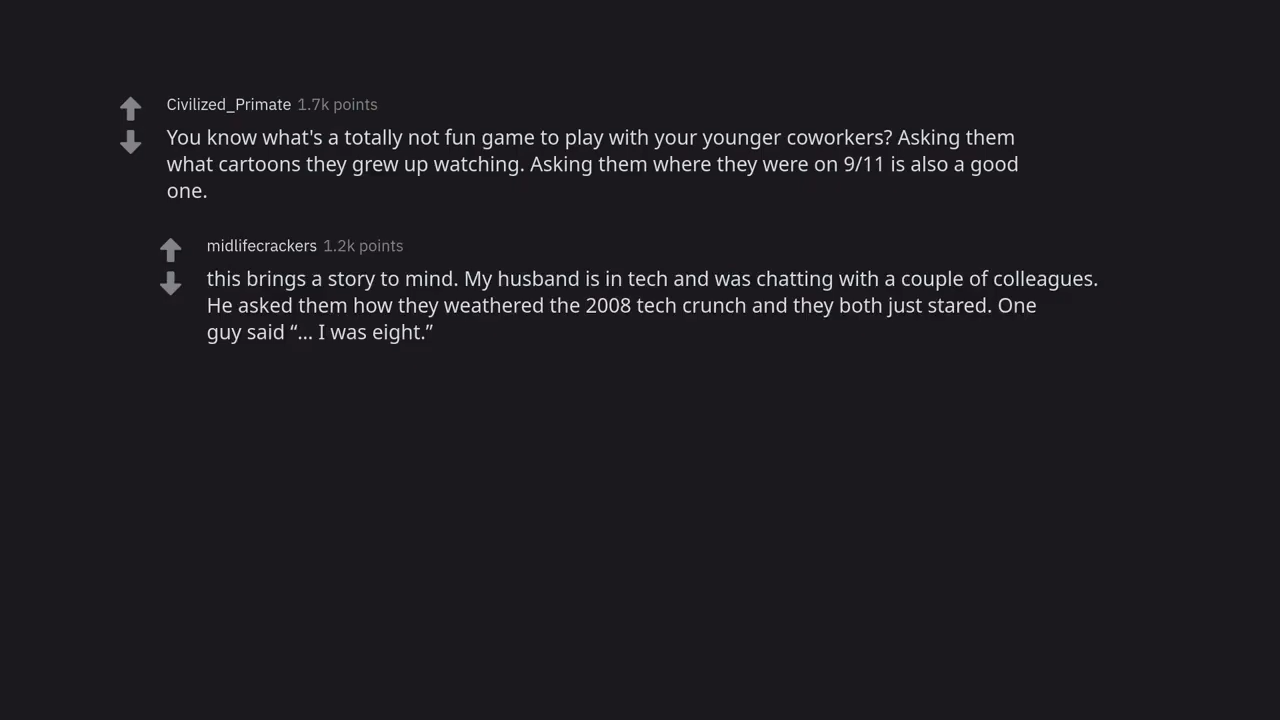 Civilized_Primate 1.7k points
You know what's a totally not fun game to play with your younger coworkers? Asking them
what cartoons they grew up watching. Asking them where they were on 9/11 is also a good
one.
midlifecrackers 1.2k points
this brings a story to mind. My husband is in tech and was chatting with a couple of colleagues.
He asked them how they weathered the 2008 tech crunch and they both just stared. One
guy said “... I was eight.”